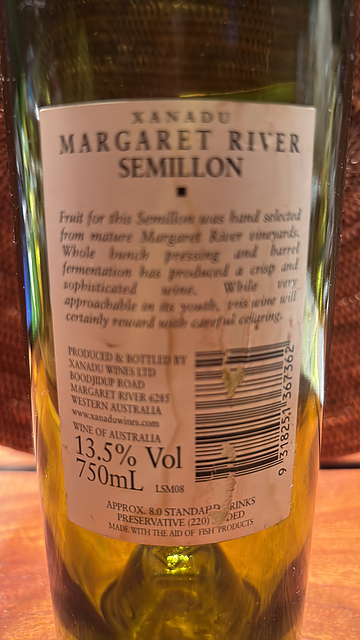 XANADU
MARGARET RIVER
SEMILLON
Fruit for this Semillon was hand selected
from mature Margaret River vineyards.
Whole bunch pressing and barrel
fermentation has produced a crisp and
sophisticated wine. While very
approachable in its youth, this wine will
certainly reward with careful cellaring.
PRODUCED & BOTTLED BY
XANADU WINES LTD
BOODJIDUP ROAD
MARGARET RIVER 6285
WESTERN AUSTRALIA
www.xanaduwines.com
WINE OF AUSTRALIA
13.5% Vol
750mL LSM08
9 318251 367362
APPROX. 8.0 STANDARD DRINKS
PRESERVATIVE (220) DED
MADE WITH THE AID OF FISH PRODUCTS